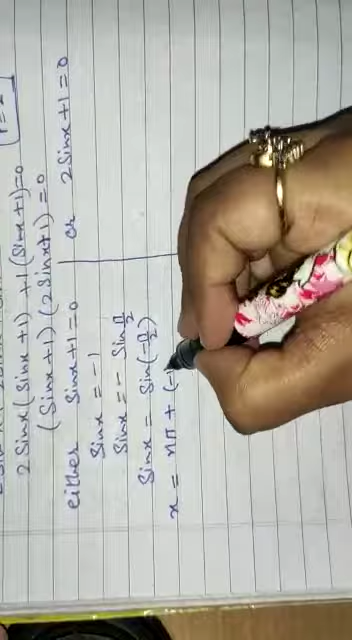 2 Sinx (Sinx + 1) + 1 (Sinx + 1) = 0
(Sinx + 1) (2 Sinx + 1) = 0
either Sinx + 1 = 0 or 2 Sinx + 1 = 0
Sinx = - 1
Sinx = - Sin π/2
Sinx = Sin(-π/2)
x = nπ + (-